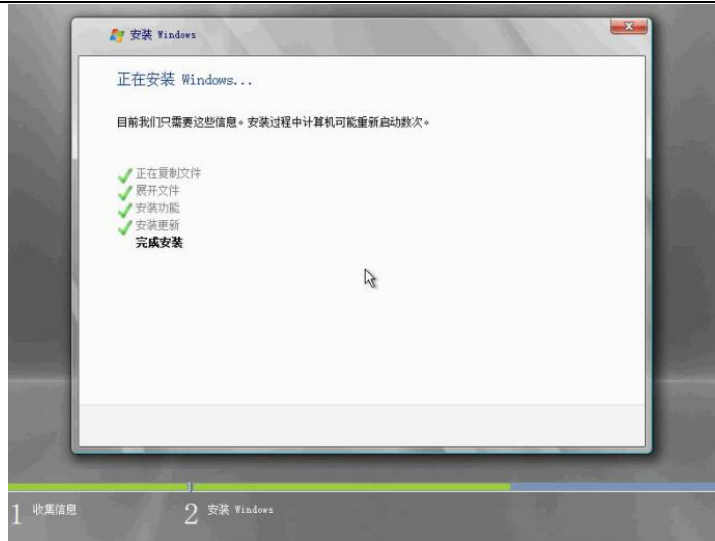 安装 Windows
正在安装 Windows...
目前我们只需要这些信息。安装过程中计算机可能重新启动数次。
正在复制文件
展开文件
安装功能
安装更新
完成安装
1 收集信息
2 安装 Windows